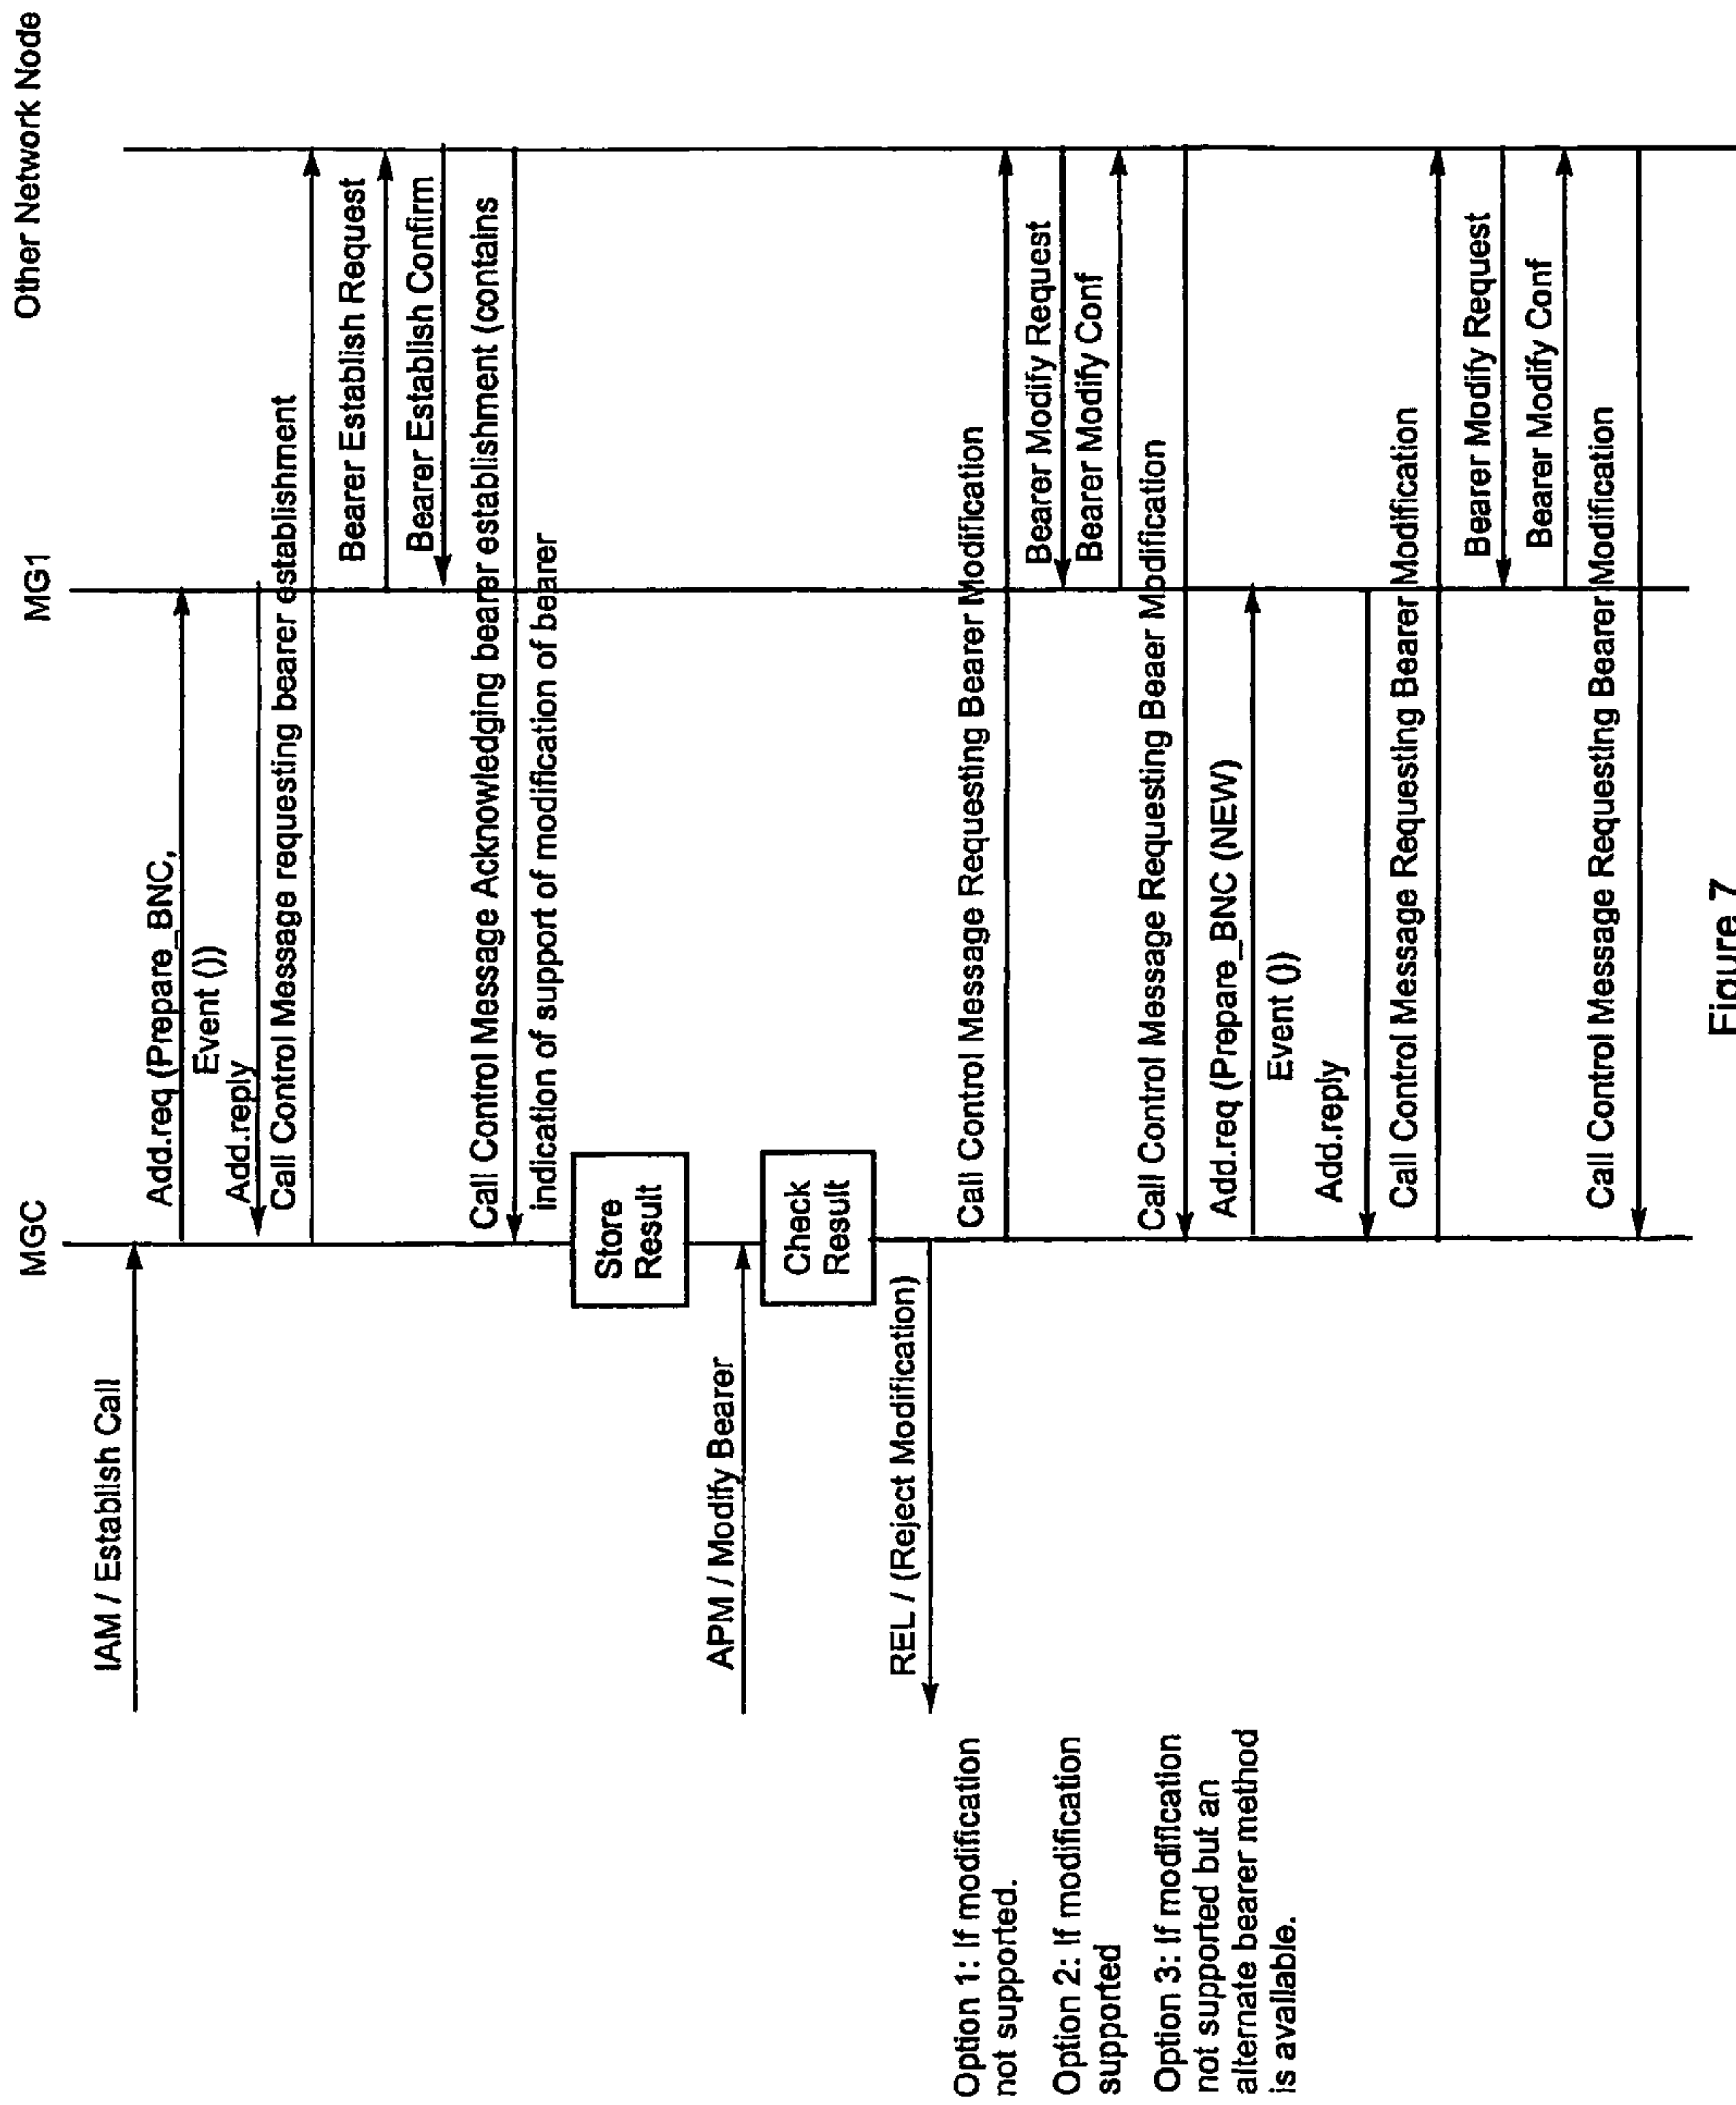 MGC
MG1
Other Network Node
IAM / Establish Call
Add.req (Prepare_BNC,
Event ())
Add.reply
Call Control Message requesting bearer establishment
Bearer Establish Request
Bearer Establish Confirm
Call Control Message Acknowledging bearer establishment (contains
indication of support of modification of bearer
Store
Result
APM / Modify Bearer
Check
Result
REL / (Reject Modification)
Option 1: If modification
not supported.
Option 2: If modification
supported
Option 3: If modification
not supported but an
alternate bearer method
is available.
Call Control Message Requesting Bearer Modification
Bearer Modify Request
Bearer Modify Conf
Call Control Message Requesting Beaer Modification
Add.req (Prepare_BNC (NEW)
Event ())
Add.reply
Call Control Message Requesting Bearer Modification
Bearer Modify Request
Bearer Modify Conf
Call Control Message Requesting Bearer Modification
Figure 7